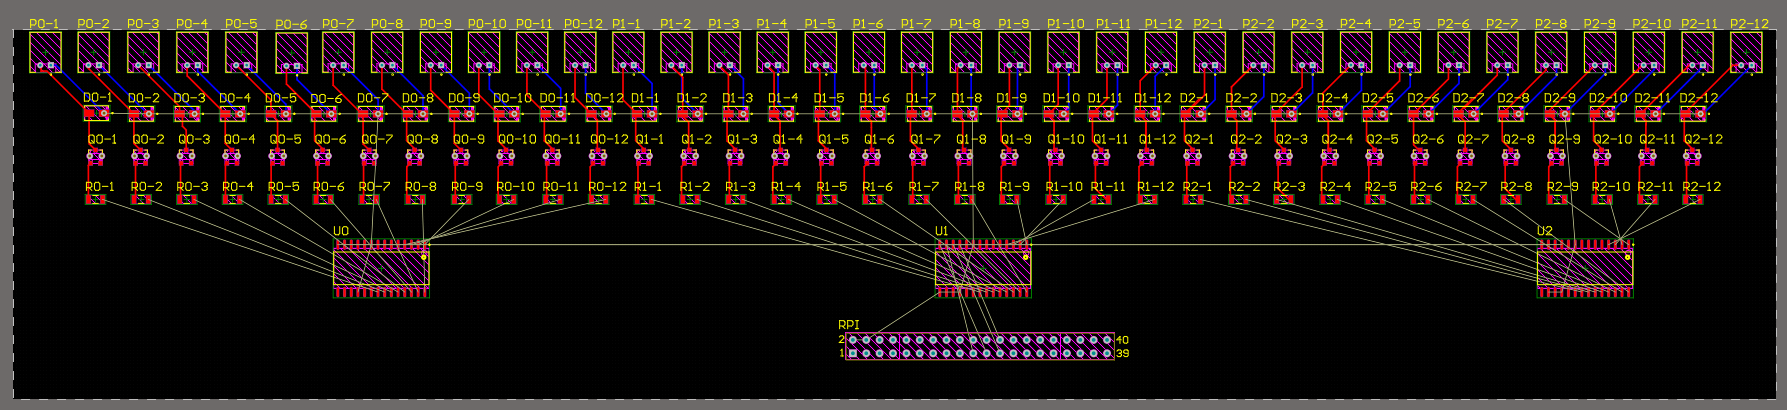 P0-1 P0-2 P0-3 P0-4 P0-5 P0-6 P0-7 P0-8 P0-9 P0-10 P0-11 P0-12 P1-1 P1-2 P1-3 P1-4 P1-5 P1-6 P1-7 P1-8 P1-9 P1-10 P1-11 P1-12 P2-1 P2-2 P2-3 P2-4 P2-5 P2-6 P2-7 P2-8 P2-9 P2-10 P2-11 P2-12
D0-1 D0-2 D0-3 D0-4 D0-5 D0-6 D0-7 D0-8 D0-9 D0-10 D0-11 D0-12 D1-1 D1-2 D1-3 D1-4 D1-5 D1-6 D1-7 D1-8 D1-9 D1-10 D1-11 D1-12 D2-1 D2-2 D2-3 D2-4 D2-5 D2-6 D2-7 D2-8 D2-9 D2-10 D2-11 D2-12
Q0-1 Q0-2 Q0-3 Q0-4 Q0-5 Q0-6 Q0-7 Q0-8 Q0-9 Q0-10 Q0-11 Q0-12 Q1-1 Q1-2 Q1-3 Q1-4 Q1-5 Q1-6 Q1-7 Q1-8 Q1-9 Q1-10 Q1-11 Q1-12 Q2-1 Q2-2 Q2-3 Q2-4 Q2-5 Q2-6 Q2-7 Q2-8 Q2-9 Q2-10 Q2-11 Q2-12
R0-1 R0-2 R0-3 R0-4 R0-5 R0-6 R0-7 R0-8 R0-9 R0-10 R0-11 R0-12 R1-1 R1-2 R1-3 R1-4 R1-5 R1-6 R1-7 R1-8 R1-9 R1-10 R1-11 R1-12 R2-1 R2-2 R2-3 R2-4 R2-5 R2-6 R2-7 R2-8 R2-9 R2-10 R2-11 R2-12
U0 U1 U2
RPI
2 40
1 39